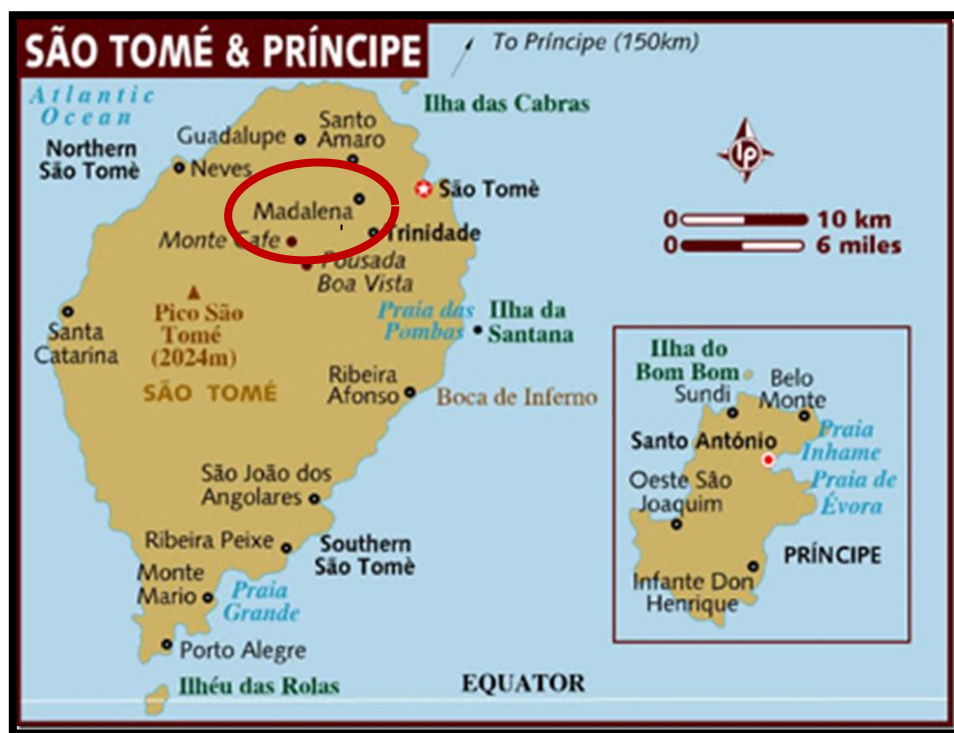 SÃO TOMÉ & PRÍNCIPE
To Príncipe (150km)
Atlantic
Ocean
Ilha das Cabras
Northern
São Tomè
Guadalupe
Santo
Amaro
Neves
São Tomè
Madalena
Trinidade
Monte Cafe
Pousada
Boa Vista
lp
0 10 km
0 6 miles
Pico São
Tomé
(2024m)
Santa
Catarina
SÃO TOMÉ
Praia das
Pombas
Ilha da
Santana
Ribeira
Afonso
Boca de Inferno
São João dos
Angolares
Ribeira Peixe
Southern
São Tomè
Monte
Mario
Praia
Grande
Porto Alegre
Ilhéu das Rolas
EQUATOR
Ilha do
Bom Bom
Sundi
Belo
Monte
Santo António
Praia
Inhame
Oeste Sâo
Joaquim
Praia de
Évora
PRÍNCIPE
Infante Don
Henrique